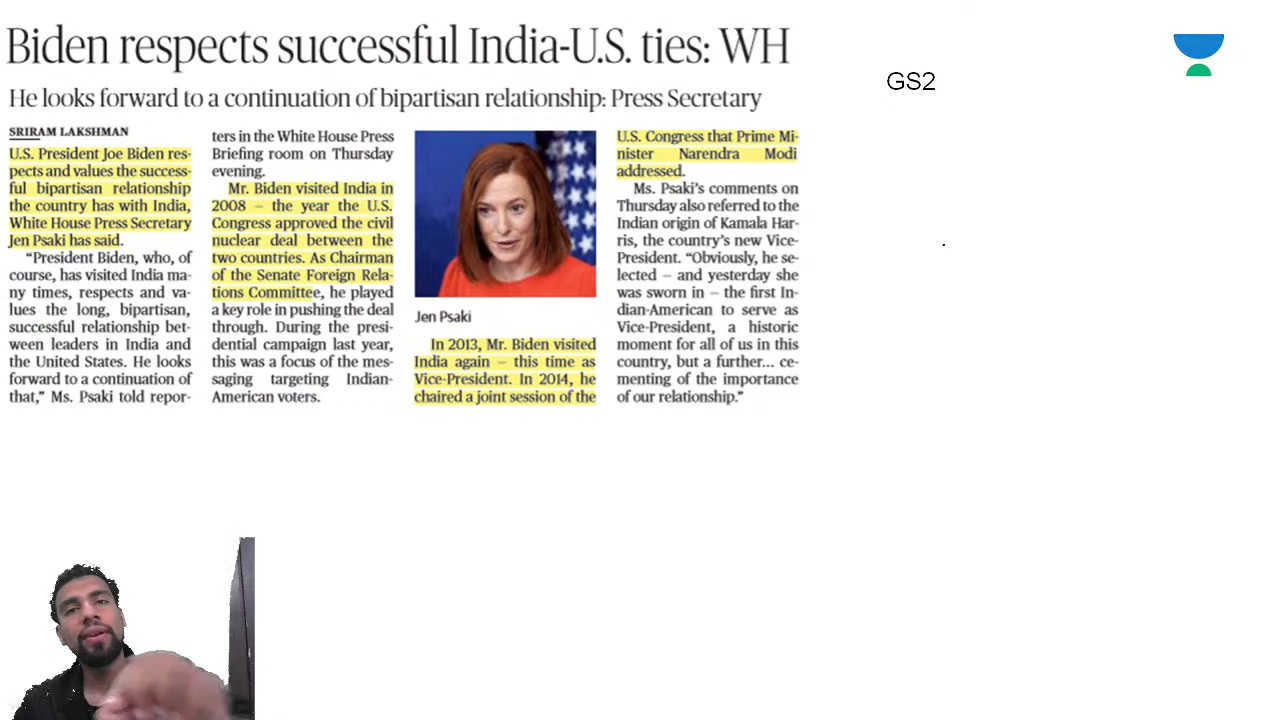 Biden respects successful India-U.S. ties: WH
He looks forward to a continuation of bipartisan relationship: Press Secretary
SRIRAM LAKSHMAN
U.S. President Joe Biden res-
pects and values the success-
ful bipartisan relationship
the country has with India,
White House Press Secretary
Jen Psaki has said.
“President Biden, who, of
course, has visited India ma-
ny times, respects and va-
lues the long, bipartisan,
successful relationship bet-
ween leaders in India and
the United States. He looks
forward to a continuation of
that,” Ms. Psaki told repor-
ters in the White House Press
Briefing room on Thursday
evening.
Mr. Biden visited India in
2008 – the year the U.S.
Congress approved the civil
nuclear deal between the
two countries. As Chairman
of the Senate Foreign Rela-
tions Committee, he played
a key role in pushing the deal
through. During the presi-
dential campaign last year,
this was a focus of the mes-
saging targeting Indian-
American voters.
Jen Psaki
In 2013, Mr. Biden visited
India again – this time as
Vice-President. In 2014, he
chaired a joint session of the
U.S. Congress that Prime Mi-
nister Narendra Modi
addressed.
Ms. Psaki’s comments on
Thursday also referred to the
Indian origin of Kamala Har-
ris, the country’s new Vice-
President. “Obviously, he se-
lected – and yesterday she
was sworn in – the first In-
dian-American to serve as
Vice-President, a historic
moment for all of us in this
country, but a further... ce-
menting of the importance
of our relationship.”
GS2